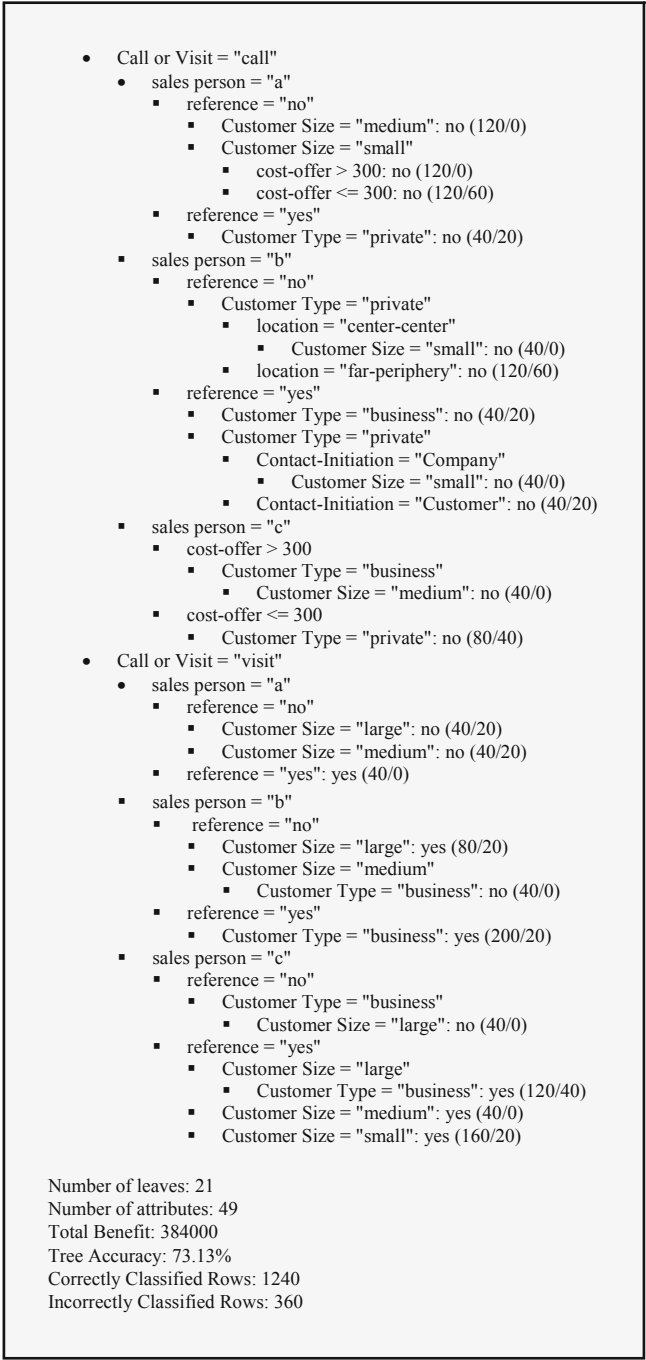 • Call or Visit = "call"
• sales person = "a"
▪ reference = "no"
▪ Customer Size = "medium": no (120/0)
▪ Customer Size = "small"
▪ cost-offer > 300: no (120/0)
▪ cost-offer <= 300: no (120/60)
▪ reference = "yes"
▪ Customer Type = "private": no (40/20)
▪ sales person = "b"
▪ reference = "no"
▪ Customer Type = "private"
▪ location = "center-center"
▪ Customer Size = "small": no (40/0)
▪ location = "far-periphery": no (120/60)
▪ reference = "yes"
▪ Customer Type = "business": no (40/20)
▪ Customer Type = "private"
▪ Contact-Initiation = "Company"
▪ Customer Size = "small": no (40/0)
▪ Contact-Initiation = "Customer": no (40/20)
▪ sales person = "c"
▪ cost-offer > 300
▪ Customer Type = "business"
▪ Customer Size = "medium": no (40/0)
▪ cost-offer <= 300
▪ Customer Type = "private": no (80/40)
• Call or Visit = "visit"
• sales person = "a"
▪ reference = "no"
▪ Customer Size = "large": no (40/20)
▪ Customer Size = "medium": no (40/20)
▪ reference = "yes": yes (40/0)
▪ sales person = "b"
▪ reference = "no"
▪ Customer Size = "large": yes (80/20)
▪ Customer Size = "medium"
▪ Customer Type = "business": no (40/0)
▪ reference = "yes"
▪ Customer Type = "business": yes (200/20)
▪ sales person = "c"
▪ reference = "no"
▪ Customer Type = "business"
▪ Customer Size = "large": no (40/0)
▪ reference = "yes"
▪ Customer Size = "large"
▪ Customer Type = "business": yes (120/40)
▪ Customer Size = "medium": yes (40/0)
▪ Customer Size = "small": yes (160/20)
Number of leaves: 21
Number of attributes: 49
Total Benefit: 384000
Tree Accuracy: 73.13%
Correctly Classified Rows: 1240
Incorrectly Classified Rows: 360